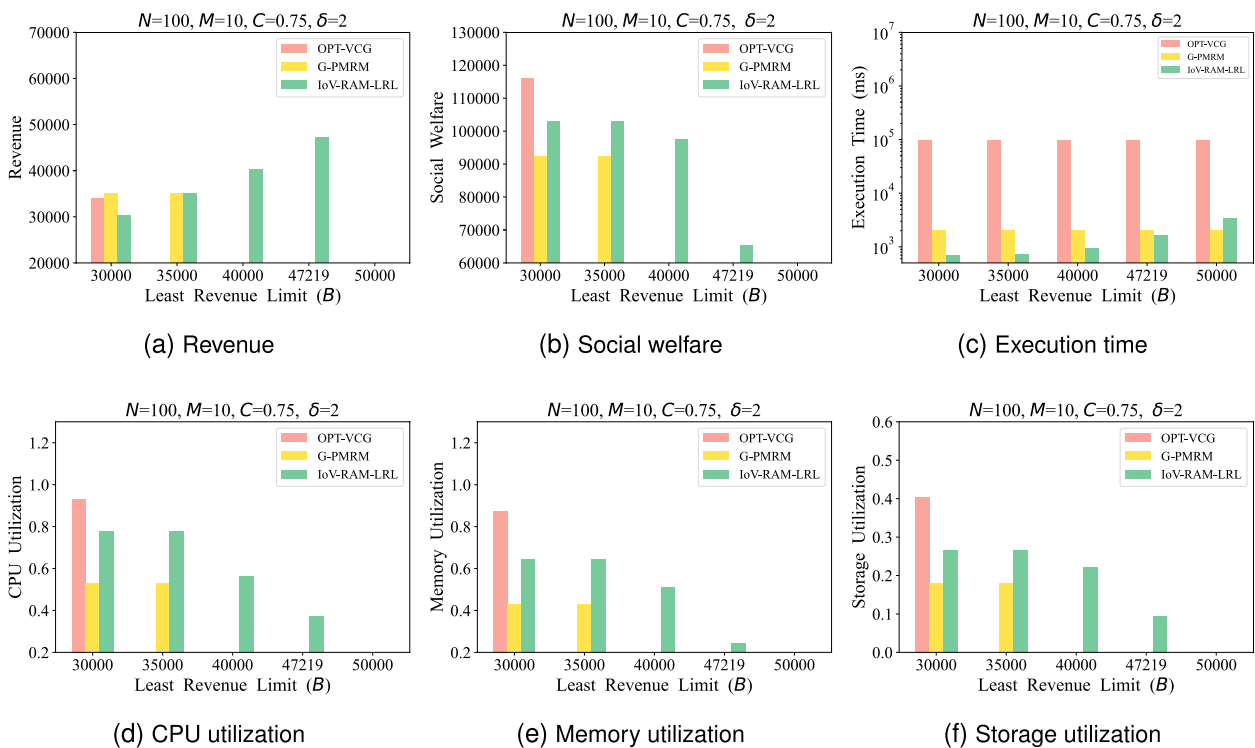 N=100, M=10, C=0.75, δ=2
70000
60000
50000
40000
30000
20000
Revenue
OPT-VCG
G-PMRM
IoV-RAM-LRL
30000 35000 40000 47219 50000
Least Revenue Limit (B)
(a) Revenue
N=100, M=10, C=0.75, δ=2
130000
120000
110000
100000
90000
80000
70000
60000
Social Welfare
OPT-VCG
G-PMRM
IoV-RAM-LRL
30000 35000 40000 47219 50000
Least Revenue Limit (B)
(b) Social welfare
N=100, M=10, C=0.75, δ=2
10^7
10^6
10^5
10^4
10^3
Execution Time (ms)
OPT-VCG
G-PMRM
IoV-RAM-LRL
30000 35000 40000 47219 50000
Least Revenue Limit (B)
(c) Execution time
N=100, M=10, C=0.75, δ=2
1.2
1.0
0.8
0.6
0.4
0.2
CPU Utilization
OPT-VCG
G-PMRM
IoV-RAM-LRL
30000 35000 40000 47219 50000
Least Revenue Limit (B)
(d) CPU utilization
N=100, M=10, C=0.75, δ=2
1.2
1.0
0.8
0.6
0.4
0.2
Memory Utilization
OPT-VCG
G-PMRM
IoV-RAM-LRL
30000 35000 40000 47219 50000
Least Revenue Limit (B)
(e) Memory utilization
N=100, M=10, C=0.75, δ=2
0.6
0.5
0.4
0.3
0.2
0.1
0.0
Storage Utilization
OPT-VCG
G-PMRM
IoV-RAM-LRL
30000 35000 40000 47219 50000
Least Revenue Limit (B)
(f) Storage utilization